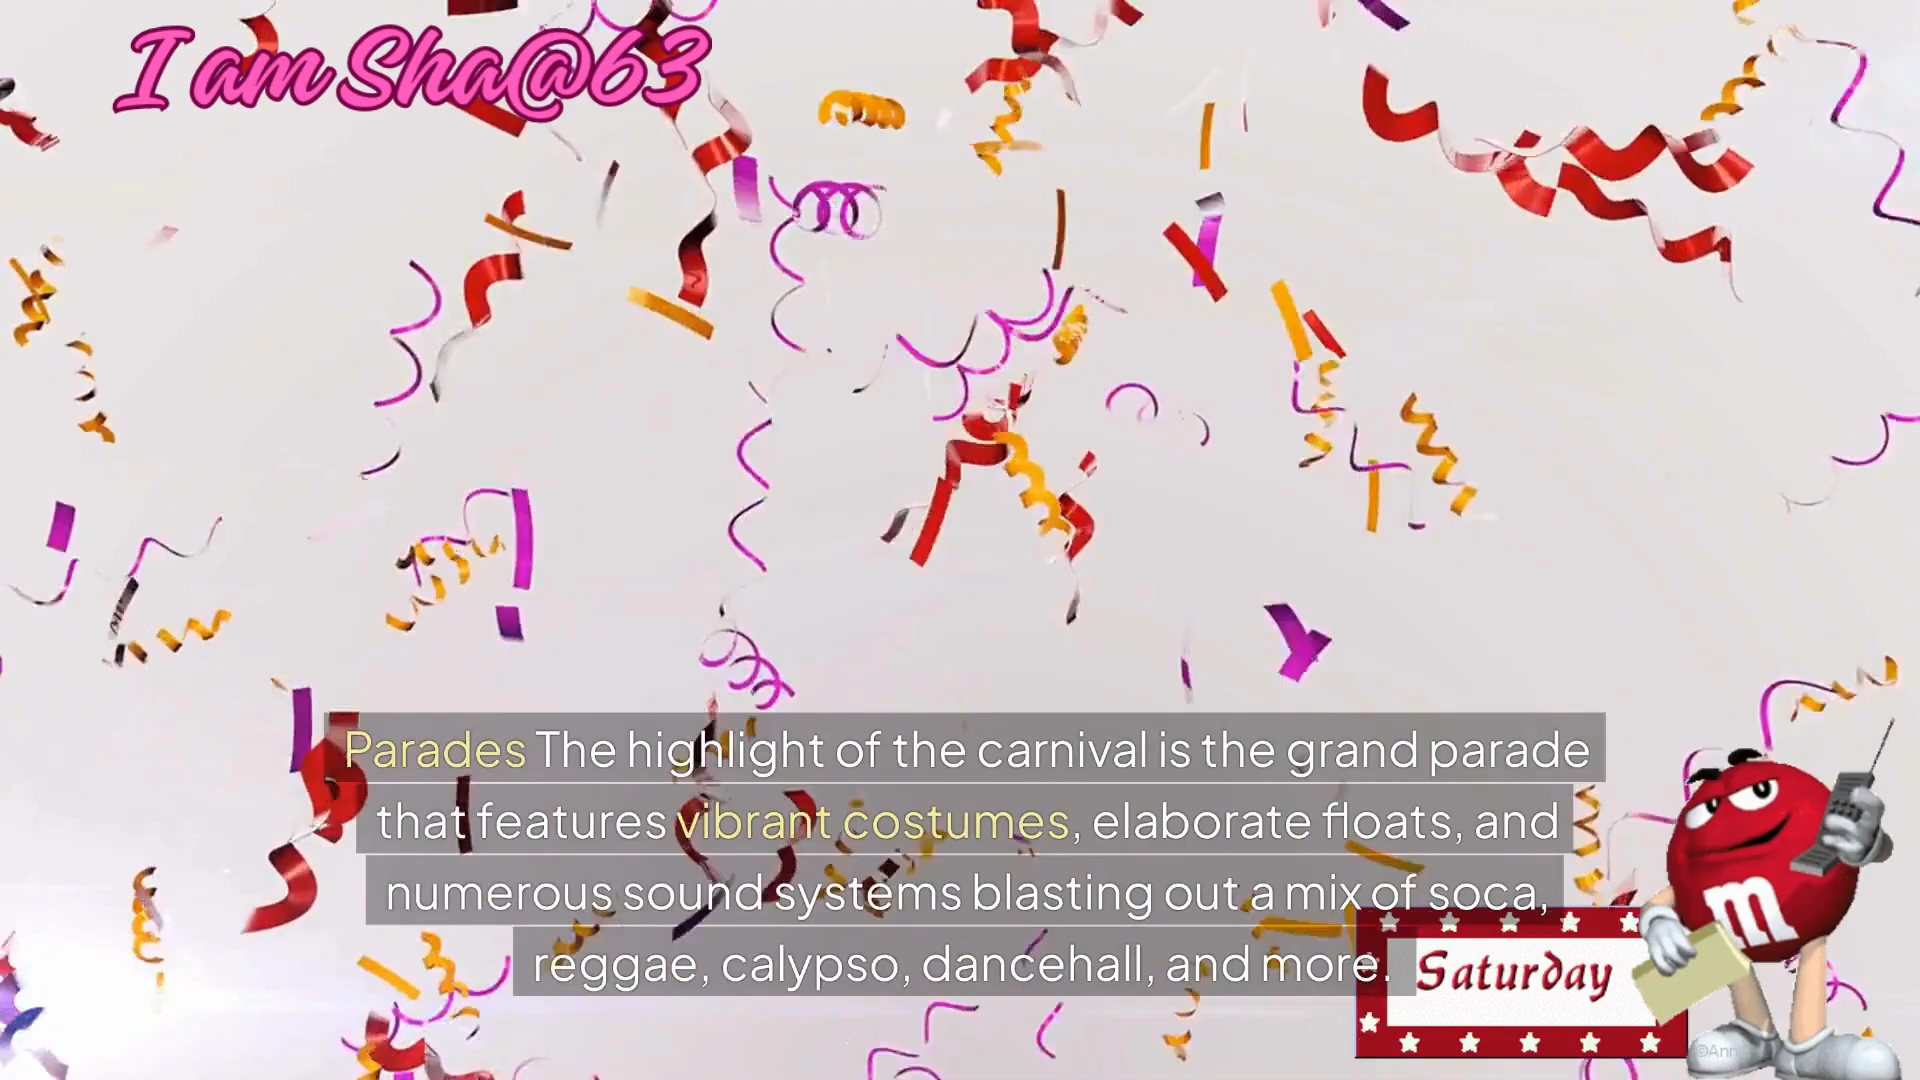 I am Sha@63
Parades The highlight of the carnival is the grand parade
that features vibrant costumes, elaborate floats, and
numerous sound systems blasting out a mix of soca,
reggae, calypso, dancehall, and more.
Saturday
m
©Ann